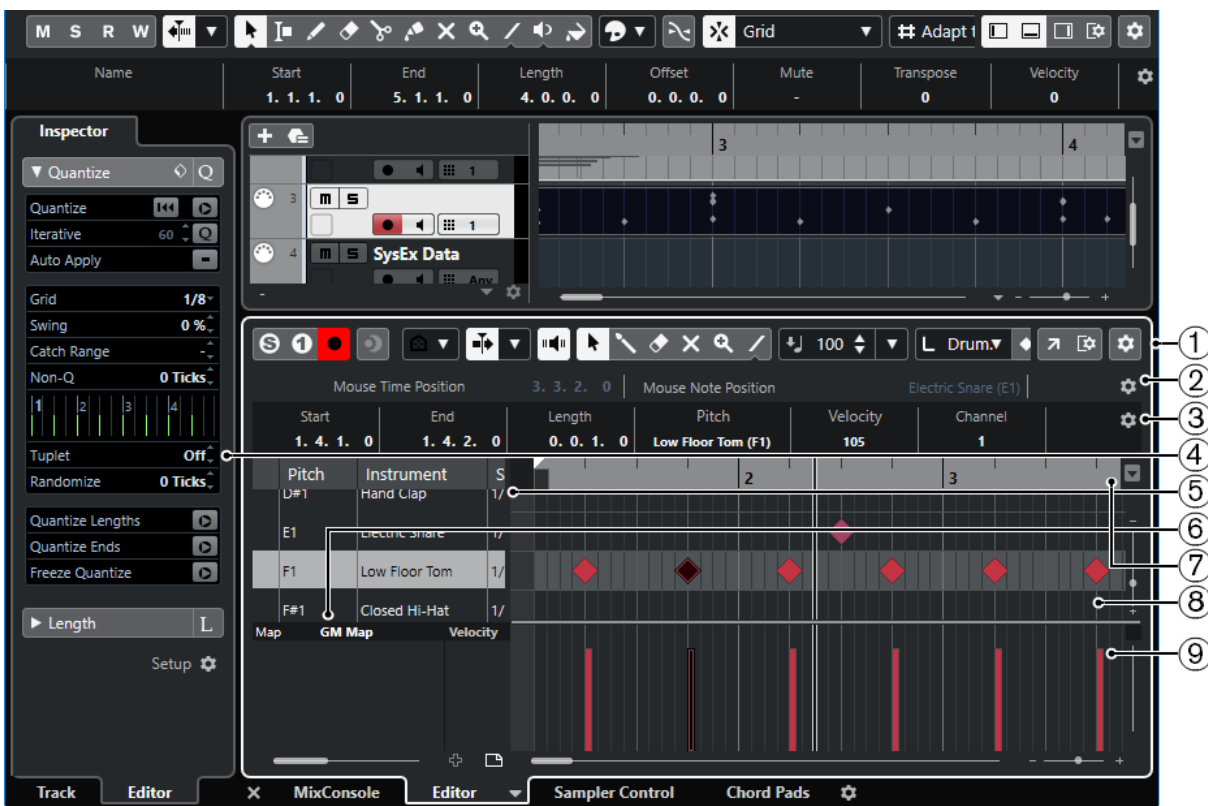 M S R W Grid Adapt t
Name Start End Length Offset Mute Transpose Velocity
1. 1. 1. 0 5. 1. 1. 0 4. 0. 0. 0 0. 0. 0. 0 - 0 0
Inspector
Quantize Q
Quantize
Iterative 60 Q
Auto Apply
Grid 1/8
Swing 0 %
Catch Range -
Non-Q 0 Ticks
1 2 3 4
Tuplet Off
Randomize 0 Ticks
Quantize Lengths
Quantize Ends
Freeze Quantize
Length L
Setup
3 4
1
3 m S
1
4 m S SysEx Data
Any
- - +
S 1 100 L Drum
Mouse Time Position 3. 3. 2. 0 Mouse Note Position Electric Snare (E1)
Start End Length Pitch Velocity Channel
1. 4. 1. 0 1. 4. 2. 0 0. 0. 1. 0 Low Floor Tom (F1) 105 1
Pitch Instrument S 2 3
D#1 Hand Clap 1/
E1 Electric Snare 1/
F1 Low Floor Tom 1/
F#1 Closed Hi-Hat 1/
Map GM Map Velocity
- +
Track Editor MixConsole Editor Sampler Control Chord Pads
1
2
3
4
5
6
7
8
9